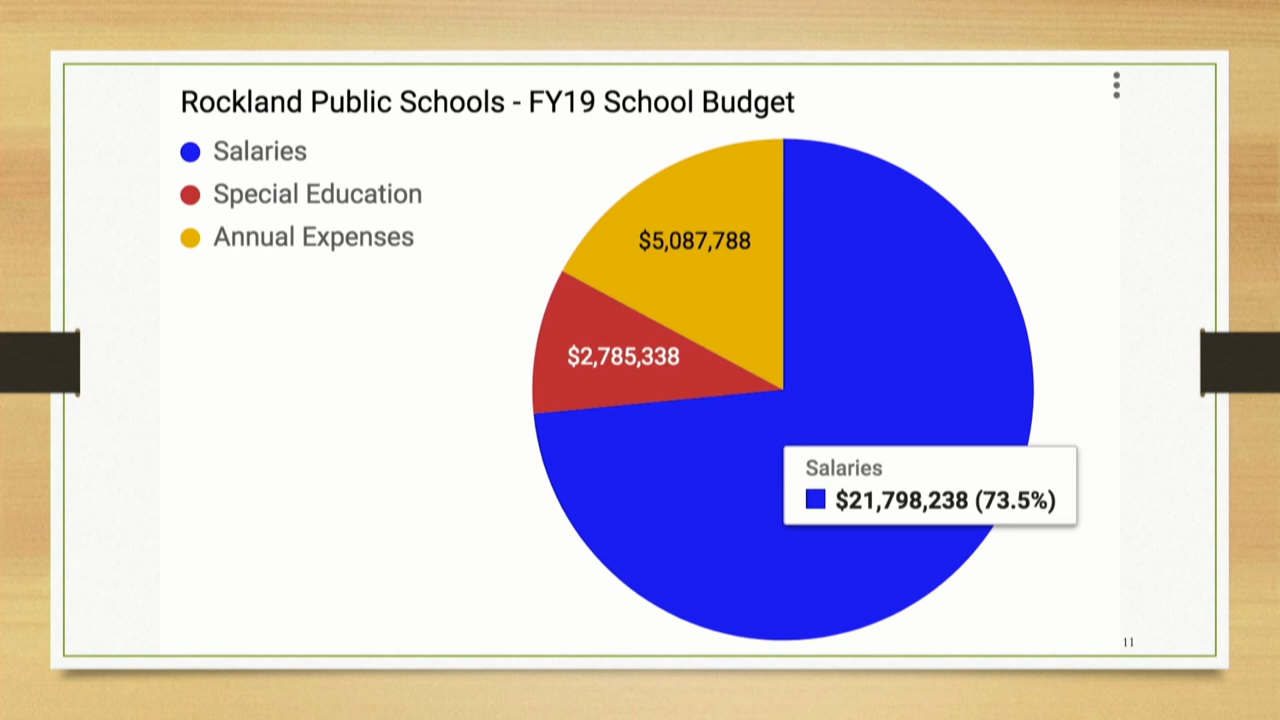 Rockland Public Schools - FY19 School Budget
Salaries
Special Education
Annual Expenses
$5,087,788
$2,785,338
Salaries
$21,798,238 (73.5%)
11